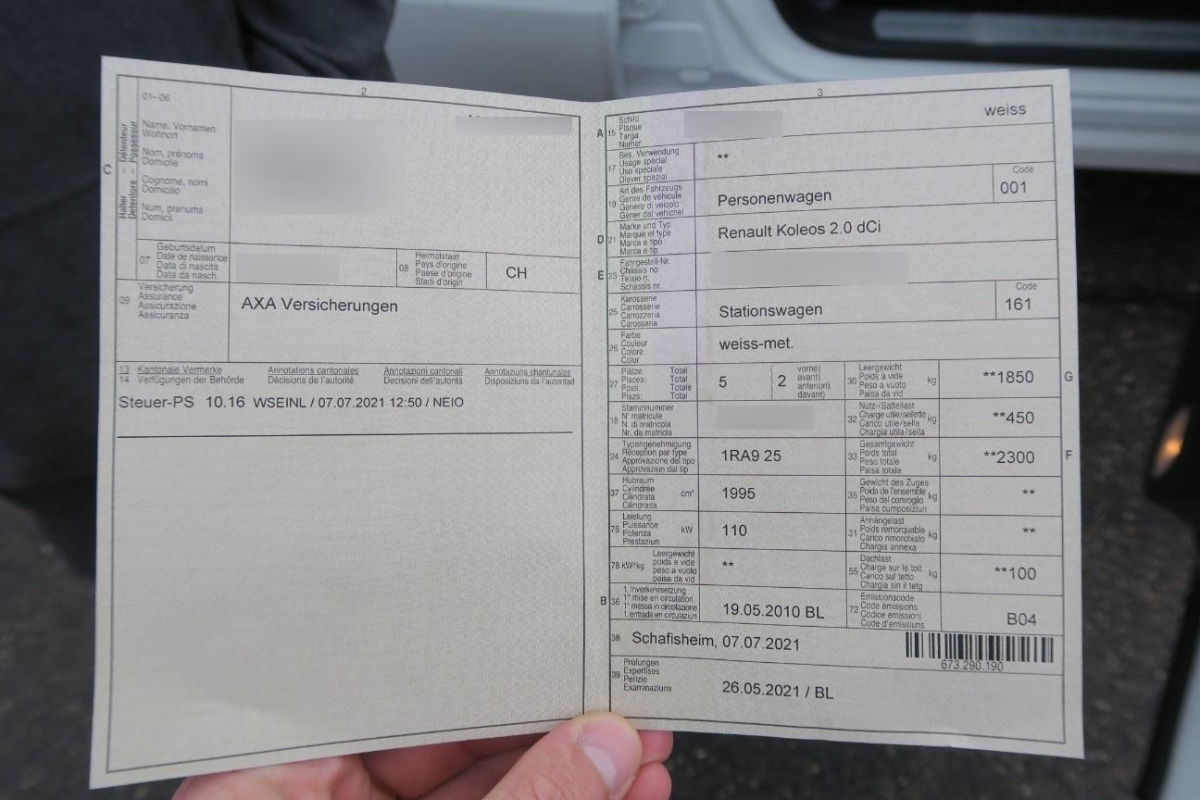 2
01–06
Name, Vornamen
Wohnort
Nom, prénoms
Domicile
Cognome, nomi
Domicilio
Num, prenums
Domicil
C
Halter - Détenteur
Detentore - Possessur
07
Geburtsdatum
Date de naissance
Data di nascita
Data da nasch.
08
Heimatstaat
Pays d'origine
Paese d'origine
Stadi d'origin
CH
09
Versicherung
Assurance
Assicurazione
Assicuranza
AXA Versicherungen
13 Kantonale Vermerke Annotations cantonales Annotazioni cantonali Annotaziuns chantunalas
14 Verfügungen der Behörde Décisions de l'autorité Decisioni dell'autorità Disposiziuns da l'autoritad
Steuer-PS 10.16 WSEINL / 07.07.2021 12:50 / NEIO
3
A 15
Schild
Plaque
Targa
Numer
weiss
17
Bes. Verwendung
Usage spécial
Uso speciale
Diever spezial
**
19
Art des Fahrzeugs
Genre de véhicule
Genere di veicolo
Gener dal vehichel
Personenwagen
Code
001
D 21
Marke und Typ
Marque et type
Marca e tipo
Marca e tip
Renault Koleos 2.0 dCi
E 23
Fahrgestell-Nr.
Châssis no
Telaio n.
Schassis nr.
25
Karosserie
Carrosserie
Carrozzeria
Carossaria
Stationswagen
Code
161
26
Farbe
Couleur
Colore
Colur
weiss-met.
27
Plätze: Total
Places: Total
Posti: Totale
Plazs: Total
5
2
vorne)
avant)
anteriori)
davant)
30
Leergewicht
Poids à vide
Peso a vuoto
Paisa da vid
kg
**1850
G
18
Stammnummer
N° matricule
N. di matricola
Nr. da matricla
32
Nutz-/Sattellast
Charge utile/sellette
Carico utile/sella
Chargia utila/sella
kg
**450
24
Typengenehmigung
Réception par type
Approvazione del tipo
Approvaziun dal tip
1RA9 25
33
Gesamtgewicht
Poids total
Peso totale
Paisa totala
kg
**2300
F
37
Hubraum
Cylindrée
Cilindrata
Cilindrada
cm³
1995
35
Gewicht des Zuges
Poids de l'ensemble
Peso del convoglio
Paisa cumposiziun
kg
**
76
Leistung
Puissance
Potenza
Prestaziun
kW
110
31
Anhängelast
Poids remorquable
Carico rimorchiato
Chargia annexa
kg
**
78 kW/kg
Leergewicht
poids à vide
peso a vuoto
paisa da vid
**
55
Dachlast
Charge sur le toit
Carico sul tetto
Chargia sin il tetg
kg
**100
B 36
1. Inverkehrsetzung
1re mise en circulation
1a messa in circolazione
1. entrada en circulaziun
19.05.2010 BL
72
Emissionscode
Code émissions
Codice emissioni
Code d'emissiuns
B04
38
Schafisheim, 07.07.2021
673.290.190
39
Prüfungen
Expertises
Perizie
Examinaziuns
26.05.2021 / BL